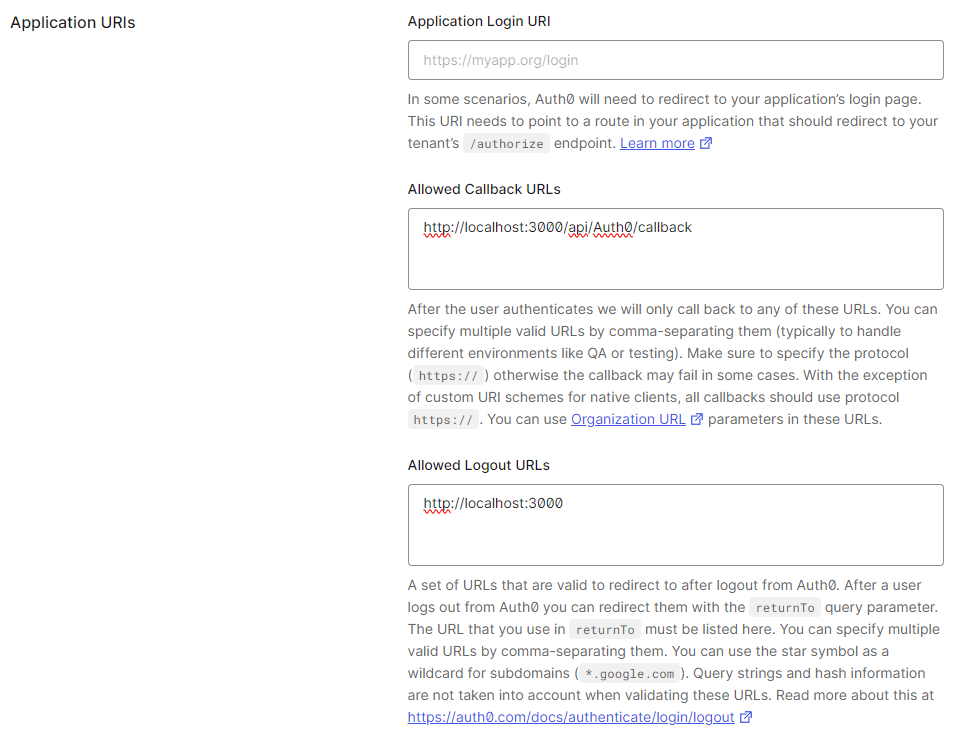 Application URIs
Application Login URI
https://myapp.org/login
In some scenarios, Auth0 will need to redirect to your application’s login page.
This URI needs to point to a route in your application that should redirect to your
tenant’s /authorize endpoint. Learn more
Allowed Callback URLs
http://localhost:3000/api/Auth0/callback
After the user authenticates we will only call back to any of these URLs. You can
specify multiple valid URLs by comma-separating them (typically to handle
different environments like QA or testing). Make sure to specify the protocol
( https:// ) otherwise the callback may fail in some cases. With the exception
of custom URI schemes for native clients, all callbacks should use protocol
https:// . You can use Organization URL parameters in these URLs.
Allowed Logout URLs
http://localhost:3000
A set of URLs that are valid to redirect to after logout from Auth0. After a user
logs out from Auth0 you can redirect them with the returnTo query parameter.
The URL that you use in returnTo must be listed here. You can specify multiple
valid URLs by comma-separating them. You can use the star symbol as a
wildcard for subdomains ( *.google.com ). Query strings and hash information
are not taken into account when validating these URLs. Read more about this at
https://auth0.com/docs/authenticate/login/logout